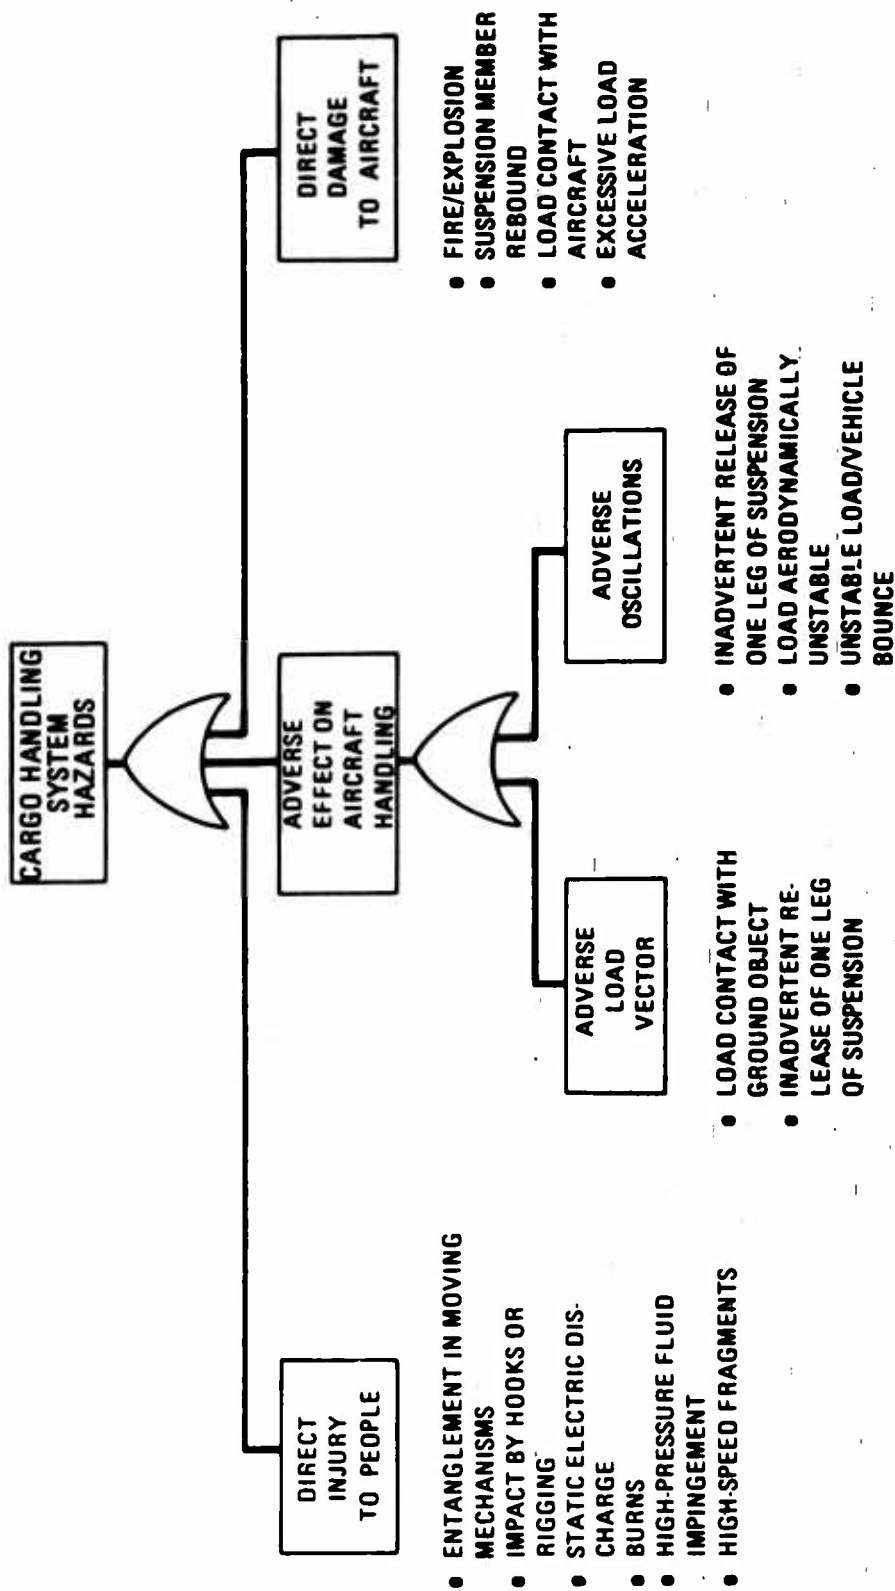 CARGO HANDLING
SYSTEM
HAZARDS
DIRECT
INJURY
TO PEOPLE
● ENTANGLEMENT IN MOVING
MECHANISMS
● IMPACT BY HOOKS OR
RIGGING
● STATIC ELECTRIC DIS-
CHARGE
● BURNS
● HIGH-PRESSURE FLUID
IMPINGEMENT
● HIGH-SPEED FRAGMENTS
ADVERSE
EFFECT ON
AIRCRAFT
HANDLING
DIRECT
DAMAGE
TO AIRCRAFT
● FIRE/EXPLOSION
● SUSPENSION MEMBER
REBOUND
● LOAD CONTACT WITH
AIRCRAFT
● EXCESSIVE LOAD
ACCELERATION
ADVERSE
LOAD
VECTOR
● LOAD CONTACT WITH
GROUND OBJECT
● INADVERTENT RE-
LEASE OF ONE LEG
OF SUSPENSION
ADVERSE
OSCILLATIONS
● INADVERTENT RELEASE OF
ONE LEG OF SUSPENSION
● LOAD AERODYNAMICALLY
UNSTABLE
● UNSTABLE LOAD/VEHICLE
BOUNCE